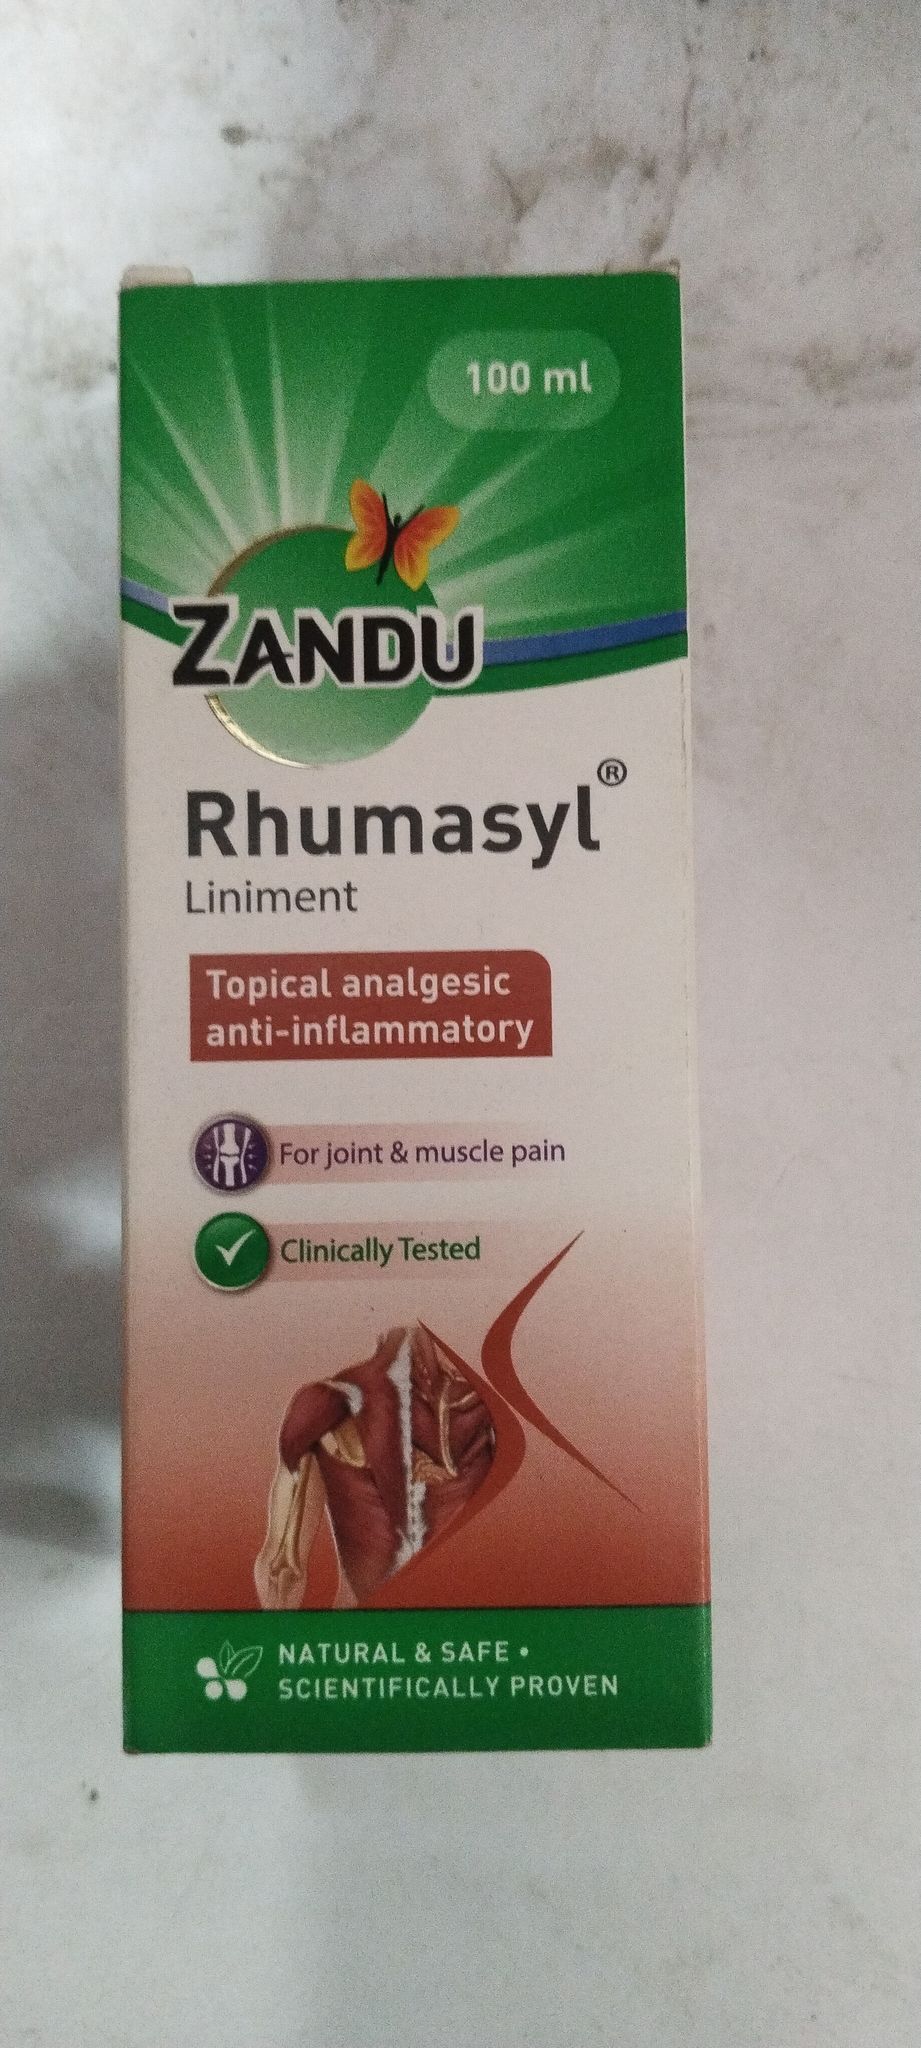 100 ml
ZANDU
Rhumasyl®
Liniment
Topical analgesic
anti-inflammatory
For joint & muscle pain
Clinically Tested
NATURAL & SAFE •
SCIENTIFICALLY PROVEN